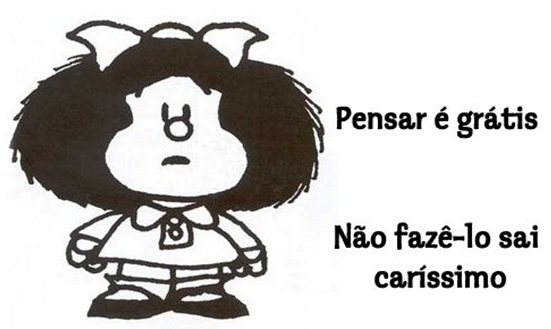 Pensar é grátis
Não fazê-lo sai
caríssimo